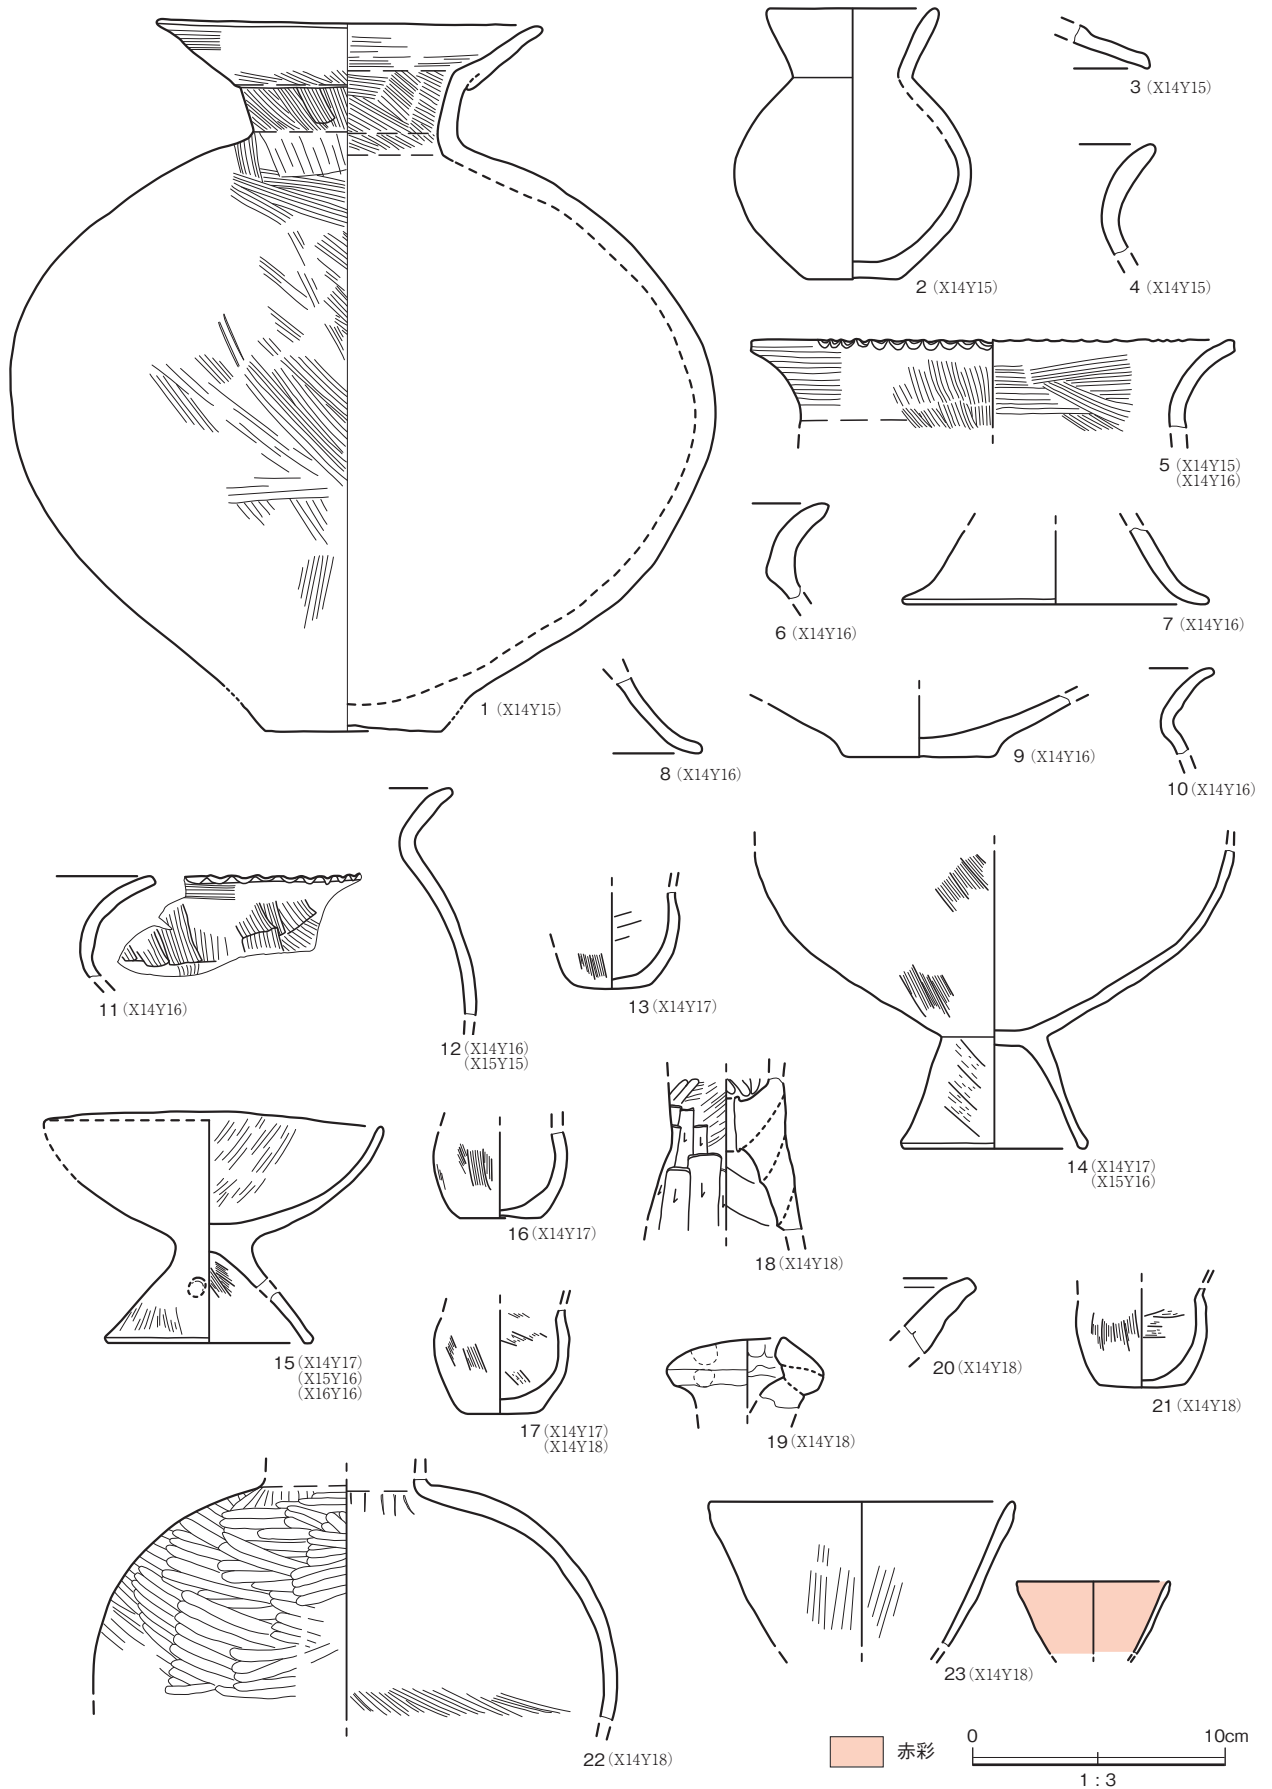 3 (X14Y15)
2 (X14Y15)
4 (X14Y15)
5 (X14Y15)
(X14Y16)
6 (X14Y16)
7 (X14Y16)
1 (X14Y15)
8 (X14Y16)
9 (X14Y16)
10 (X14Y16)
11 (X14Y16)
12 (X14Y16)
(X15Y15)
13 (X14Y17)
14 (X14Y17)
(X15Y16)
15 (X14Y17)
(X15Y16)
(X16Y16)
16 (X14Y17)
17 (X14Y17)
(X14Y18)
18 (X14Y18)
19 (X14Y18)
20 (X14Y18)
21 (X14Y18)
22 (X14Y18)
23 (X14Y18)
赤彩
0 10cm
1 : 3